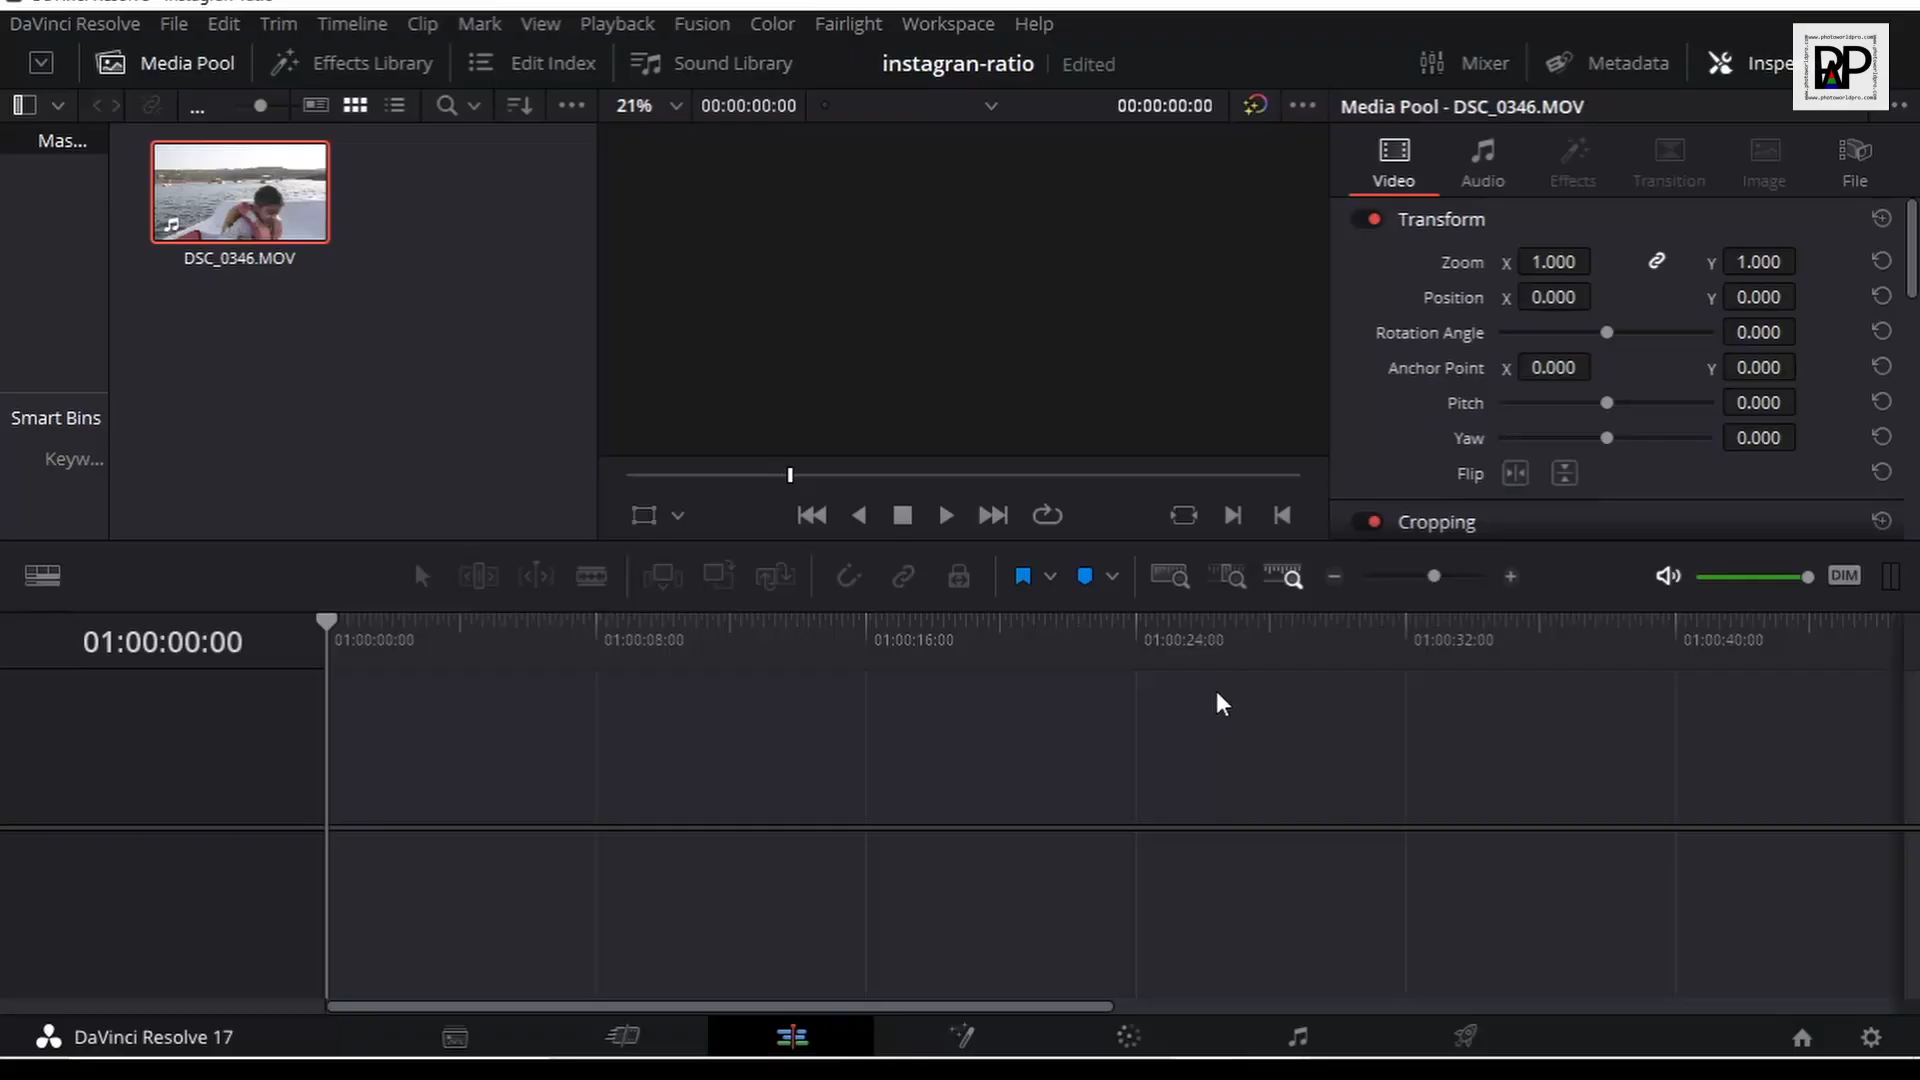 DaVinci Resolve File Edit Trim Timeline Clip Mark View Playback Fusion Color Fairlight Workspace Help
Media Pool Effects Library Edit Index Sound Library instagran-ratio Edited Mixer Metadata Inspe
... 21% 00:00:00:00 00:00:00:00 Media Pool - DSC_0346.MOV
Mas...
DSC_0346.MOV
Smart Bins
Keyw...
Video Audio Effects Transition Image File
Transform
Zoom X 1.000 Y 1.000
Position X 0.000 Y 0.000
Rotation Angle 0.000
Anchor Point X 0.000 Y 0.000
Pitch 0.000
Yaw 0.000
Flip
Cropping
DIM
01:00:00:00 01:00:00:00 01:00:08:00 01:00:16:00 01:00:24:00 01:00:32:00 01:00:40:00
DaVinci Resolve 17
www.photoworldpro.com